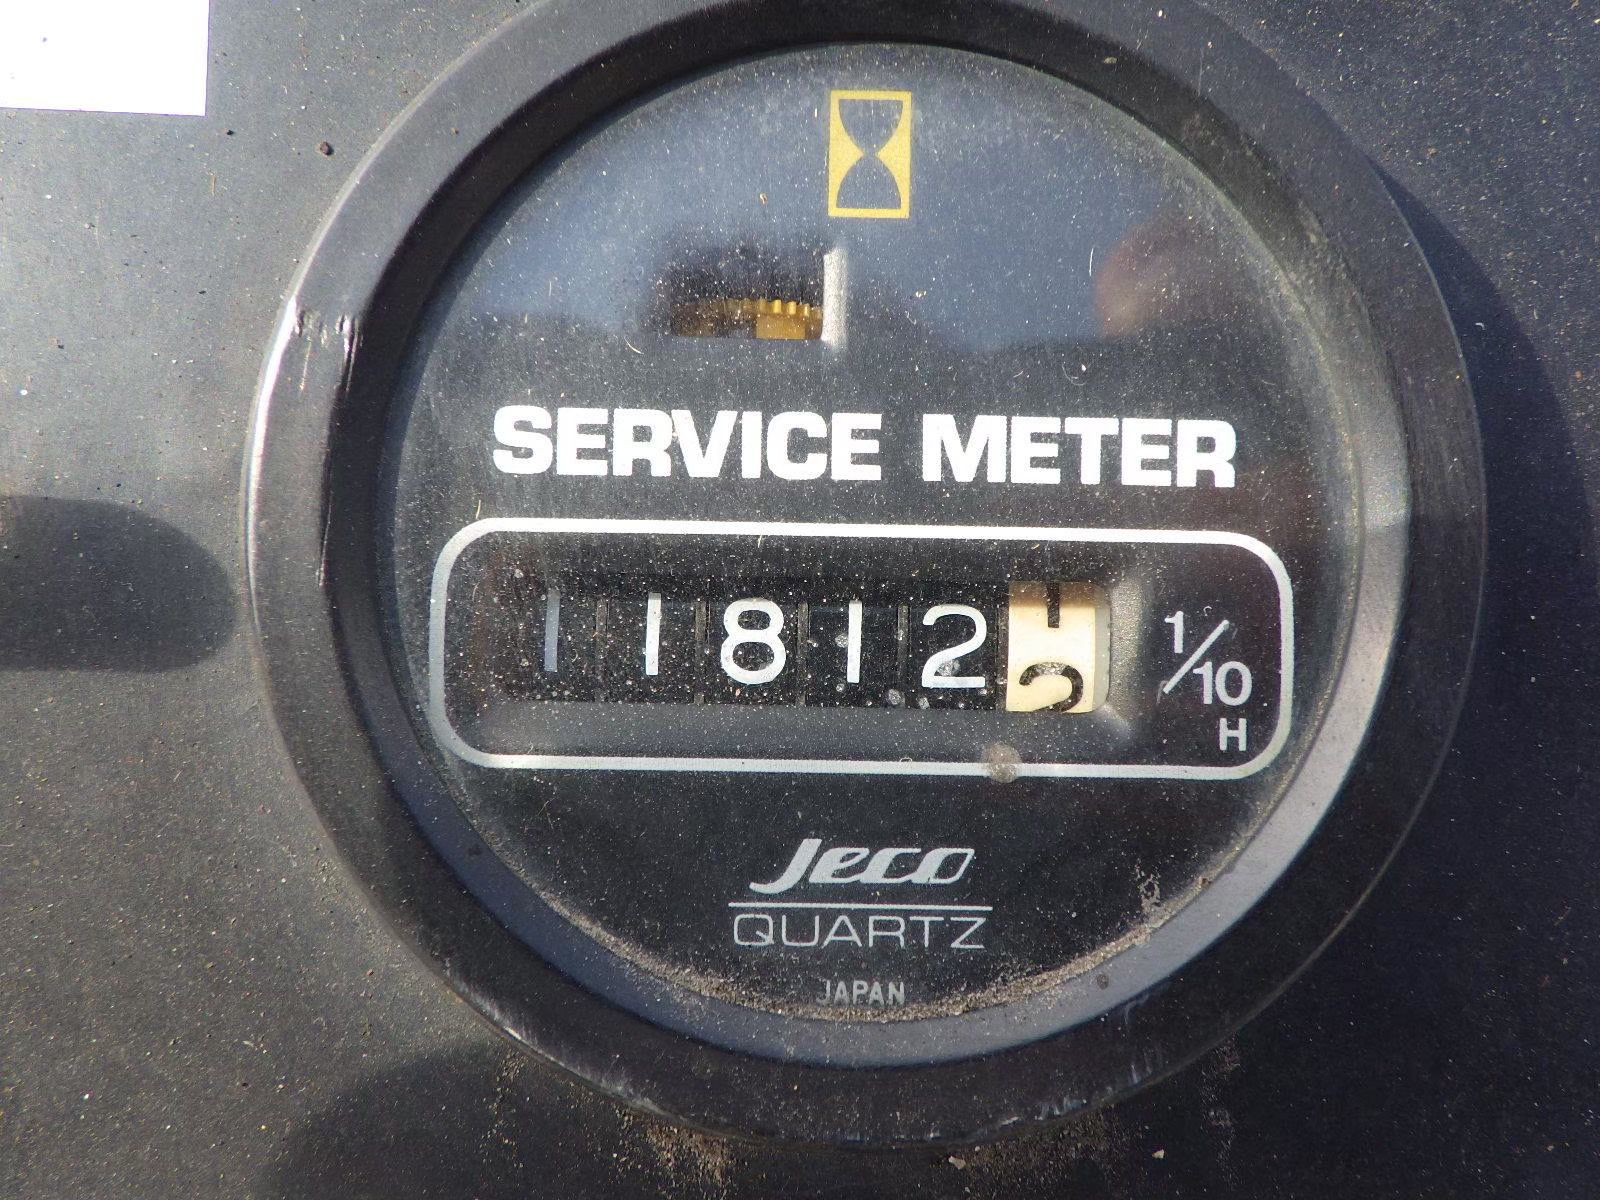 SERVICE METER
11812
1/10
H
Jeco
QUARTZ
JAPAN